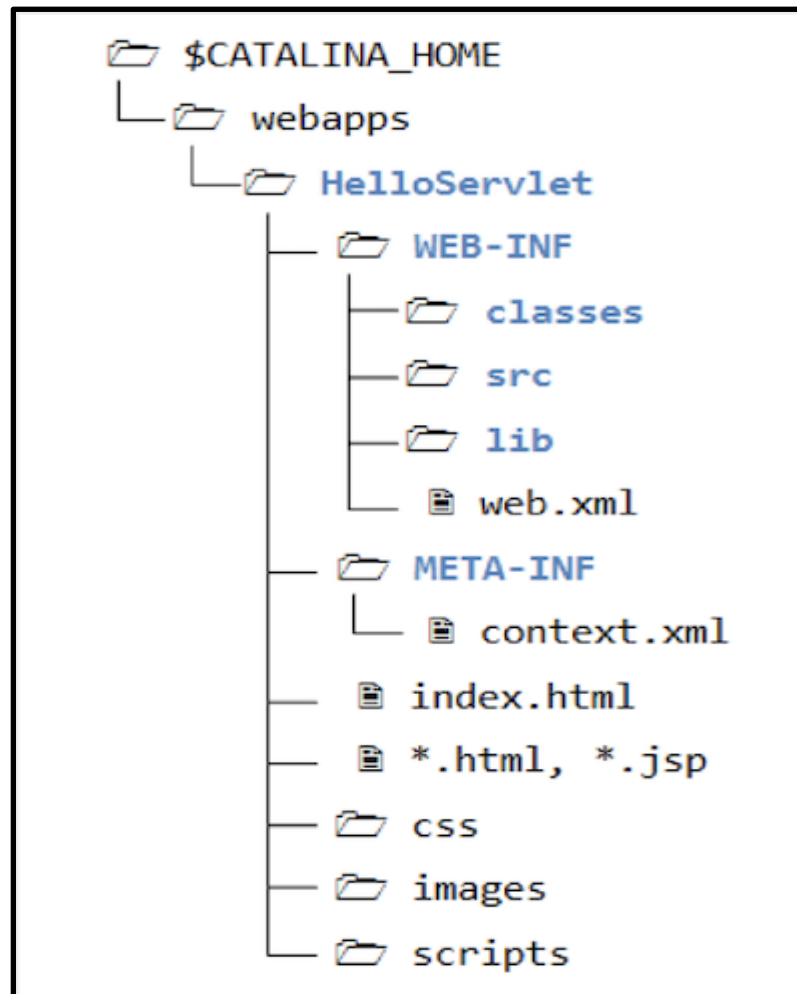 $CATALINA_HOME
webapps
HelloServlet
WEB-INF
classes
src
lib
web.xml
META-INF
context.xml
index.html
*.html, *.jsp
css
images
scripts